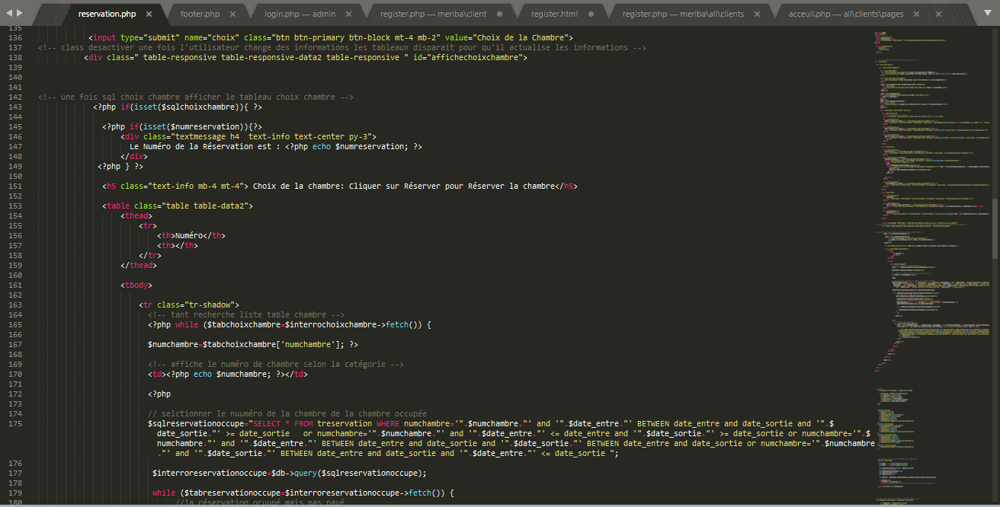 reservation.php × footer.php × login.php — admin × register.php — meriba\client register.html register.php — meriba\all\clients × acceuil.php — all\clients\pages × ×
135
136 <input type="submit" name="choix" class="btn btn-primary btn-block mt-4 mb-2" value="Choix de la Chambre">
137 <!-- class desactiver une fois l'utilisateur change des informations les tableaux disparait pour qu'il actualise les informations -->
138 <div class=" table-responsive table-responsive-data2 table-responsive " id="affichechoixchambre">
139
140
141
142 <!-- une fois sql choix chambre afficher le tableau choix chambre -->
143 <?php if(isset($sqlchoixchambre)){ ?>
144
145 <?php if(isset($numreservation)){?>
146 <div class="textmessage h4  text-info text-center py-3">
147 Le Numéro de la Réservation est : <?php echo $numreservation; ?>
148 </div>
149 <?php } ?>
150
151 <h5 class="text-info mb-4 mt-4"> Choix de la chambre: Cliquer sur Réserver pour Réserver la chambre</h5>
152
153 <table class="table table-data2">
154 <thead>
155 <tr>
156 <th>Numéro</th>
157 <th></th>
158 </tr>
159 </thead>
160
161 <tbody>
162
163 <tr class="tr-shadow">
164 <!-- tant recherche liste table chambre -->
165 <?php while ($tabchoixchambre=$interrochoixchambre->fetch()) {
166
167 $numchambre=$tabchoixchambre['numchambre']; ?>
168
169 <!-- affiche le numéro de chambre selon la catégorie -->
170 <td><?php echo $numchambre; ?></td>
171
172 <?php
173
174 // selctionner le nuuméro de la chambre de la chambre occupée
175 $sqlreservationoccupe="SELECT * FROM treservation WHERE numchambre='".$numchambre."' and '".$date_entre."' BETWEEN date_entre and date_sortie and '".$
date_sortie."' >= date_sortie   or numchambre='".$numchambre."' and '".$date_entre."' <= date_entre and '".$date_sortie."' >= date_sortie or numchambre='".$
numchambre."' and '".$date_entre."' BETWEEN date_entre and date_sortie and '".$date_sortie."' BETWEEN date_entre and date_sortie or numchambre='".$numchambre
."' and '".$date_sortie."' BETWEEN date_entre and date_sortie and '".$date_entre."' <= date_sortie ";
176
177 $interroreservationoccupe=$db->query($sqlreservationoccupe);
178
179 while ($tabreservationoccupe=$interroreservationoccupe->fetch()) {
180 //la réservation ocuupé mais pas payé